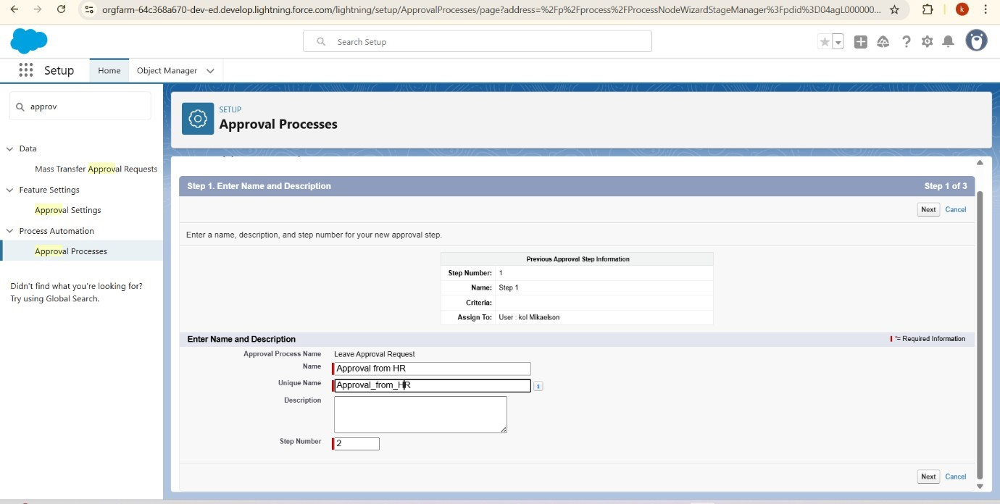 orgfarm-64c368a670-dev-ed.develop.lightning.force.com/lightning/setup/ApprovalProcesses/page?address=%2Fp%2Fprocess%2FProcessNodeWizardStageManager%3Fpdid%3D04agL000000...
k
Search Setup
Setup
Home
Object Manager
approv
Data
Mass Transfer Approval Requests
Feature Settings
Approval Settings
Process Automation
Approval Processes
Didn't find what you're looking for?
Try using Global Search.
SETUP
Approval Processes
Step 1. Enter Name and Description
Step 1 of 3
Next Cancel
Enter a name, description, and step number for your new approval step.
Previous Approval Step Information
Step Number: 1
Name: Step 1
Criteria:
Assign To: User : kol Mikaelson
Enter Name and Description
*= Required Information
Approval Process Name Leave Approval Request
Name Approval from HR
Unique Name Approval_from_HR
i
Description
Step Number 2
Next Cancel